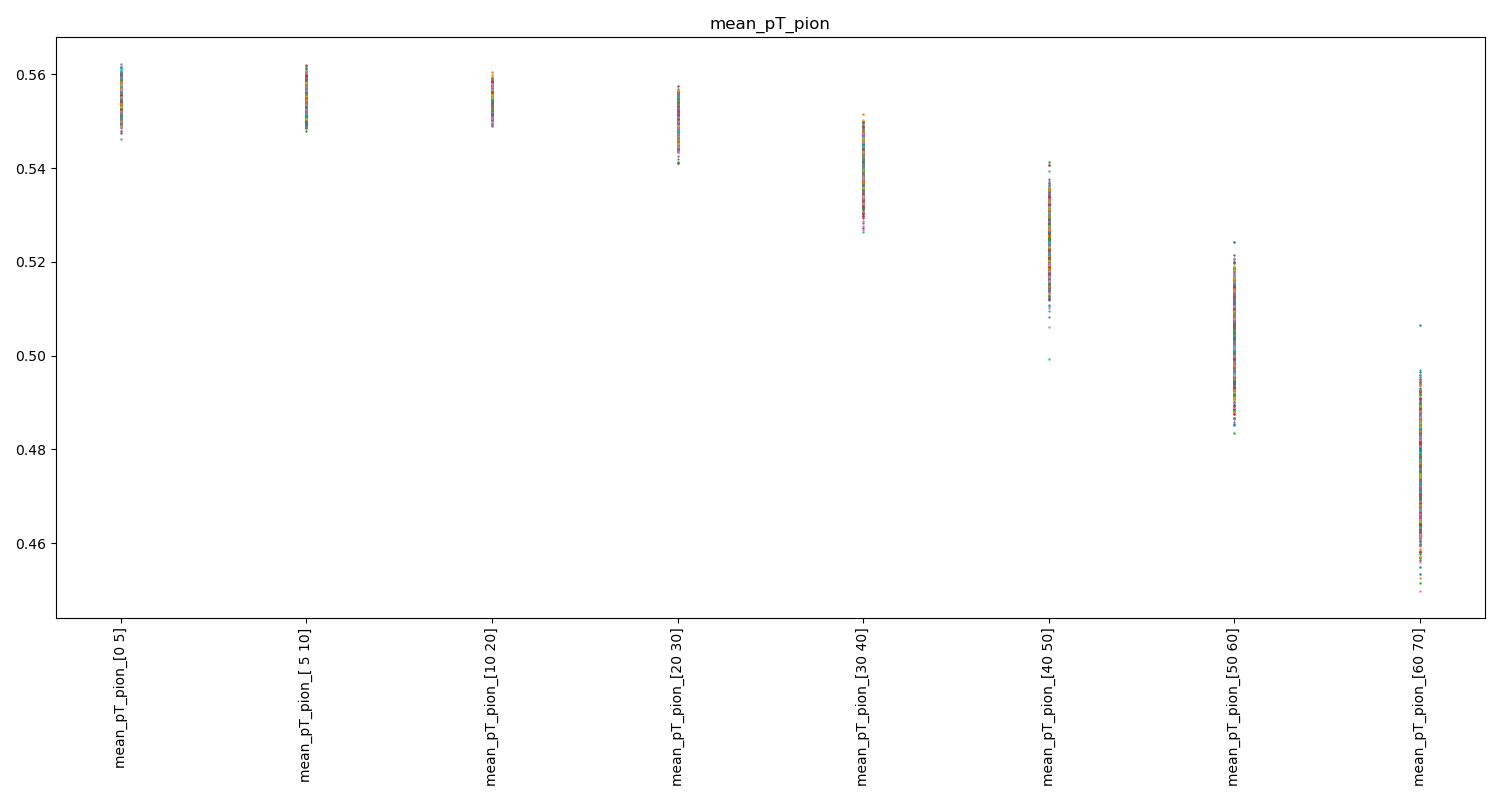 mean_pT_pion
0.56
0.54
0.52
0.50
0.48
0.46
mean_pT_pion_[0 5]
mean_pT_pion_[ 5 10]
mean_pT_pion_[10 20]
mean_pT_pion_[20 30]
mean_pT_pion_[30 40]
mean_pT_pion_[40 50]
mean_pT_pion_[50 60]
mean_pT_pion_[60 70]